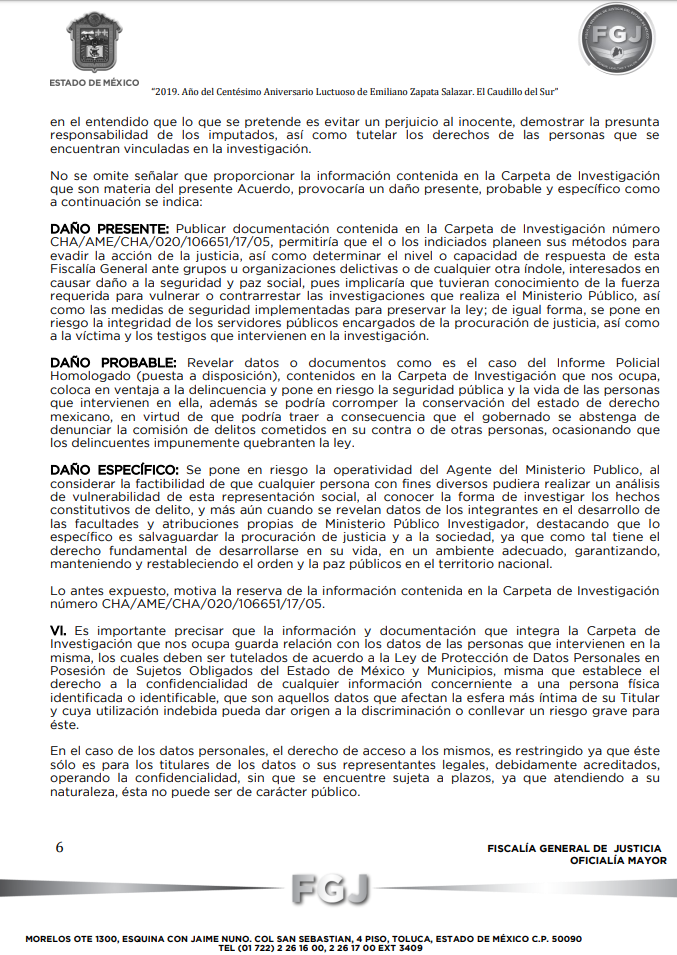 FGJ
ESTADO DE MÉXICO
"2019. Año del Centésimo Aniversario Luctuoso de Emiliano Zapata Salazar. El Caudillo del Sur"
en el entendido que lo que se pretende es evitar un perjuicio al inocente, demostrar la presunta
responsabilidad de los imputados, así como tutelar los derechos de las personas que se
encuentran vinculadas en la investigación.
No se omite señalar que proporcionar la información contenida en la Carpeta de Investigación
que son materia del presente Acuerdo, provocaría un daño presente, probable y específico como
a continuación se indica:
DAÑO PRESENTE: Publicar documentación contenida en la Carpeta de Investigación número
CHA/AME/CHA/020/106651/17/05, permitiría que el o los indiciados planeen sus métodos para
evadir la acción de la justicia, así como determinar el nivel o capacidad de respuesta de esta
Fiscalía General ante grupos u organizaciones delictivas o de cualquier otra índole, interesados en
causar daño a la seguridad y paz social, pues implicaría que tuvieran conocimiento de la fuerza
requerida para vulnerar o contrarrestar las investigaciones que realiza el Ministerio Público, así
como las medidas de seguridad implementadas para preservar la ley; de igual forma, se pone en
riesgo la integridad de los servidores públicos encargados de la procuración de justicia, así como
a la víctima y los testigos que intervienen en la investigación.
DAÑO PROBABLE: Revelar datos o documentos como es el caso del Informe Policial
Homologado (puesta a disposición), contenidos en la Carpeta de Investigación que nos ocupa,
coloca en ventaja a la delincuencia y pone en riesgo la seguridad pública y la vida de las personas
que intervienen en ella, además se podría corromper la conservación del estado de derecho
mexicano, en virtud de que podría traer a consecuencia que el gobernado se abstenga de
denunciar la comisión de delitos cometidos en su contra o de otras personas, ocasionando que
los delincuentes impunemente quebranten la ley.
DAÑO ESPECÍFICO: Se pone en riesgo la operatividad del Agente del Ministerio Publico, al
considerar la factibilidad de que cualquier persona con fines diversos pudiera realizar un análisis
de vulnerabilidad de esta representación social, al conocer la forma de investigar los hechos
constitutivos de delito, y más aún cuando se revelan datos de los integrantes en el desarrollo de
las facultades y atribuciones propias de Ministerio Público Investigador, destacando que lo
específico es salvaguardar la procuración de justicia y a la sociedad, ya que como tal tiene el
derecho fundamental de desarrollarse en su vida, en un ambiente adecuado, garantizando,
manteniendo y restableciendo el orden y la paz públicos en el territorio nacional.
Lo antes expuesto, motiva la reserva de la información contenida en la Carpeta de Investigación
número CHA/AME/CHA/020/106651/17/05.
VI. Es importante precisar que la información y documentación que integra la Carpeta de
Investigación que nos ocupa guarda relación con los datos de las personas que intervienen en la
misma, los cuales deben ser tutelados de acuerdo a la Ley de Protección de Datos Personales en
Posesión de Sujetos Obligados del Estado de México y Municipios, misma que establece el
derecho a la confidencialidad de cualquier información concerniente a una persona física
identificada o identificable, que son aquellos datos que afectan la esfera más íntima de su Titular
y cuya utilización indebida pueda dar origen a la discriminación o conllevar un riesgo grave para
éste.
En el caso de los datos personales, el derecho de acceso a los mismos, es restringido ya que éste
sólo es para los titulares de los datos o sus representantes legales, debidamente acreditados,
operando la confidencialidad, sin que se encuentre sujeta a plazos, ya que atendiendo a su
naturaleza, ésta no puede ser de carácter público.
6
FISCALÍA GENERAL DE JUSTICIA
OFICIALÍA MAYOR
FGJ
MORELOS OTE 1300, ESQUINA CON JAIME NUNO. COL SAN SEBASTIAN, 4 PISO, TOLUCA, ESTADO DE MÉXICO C.P. 50090
TEL (01 722) 2 26 16 00, 2 26 17 00 EXT 3409